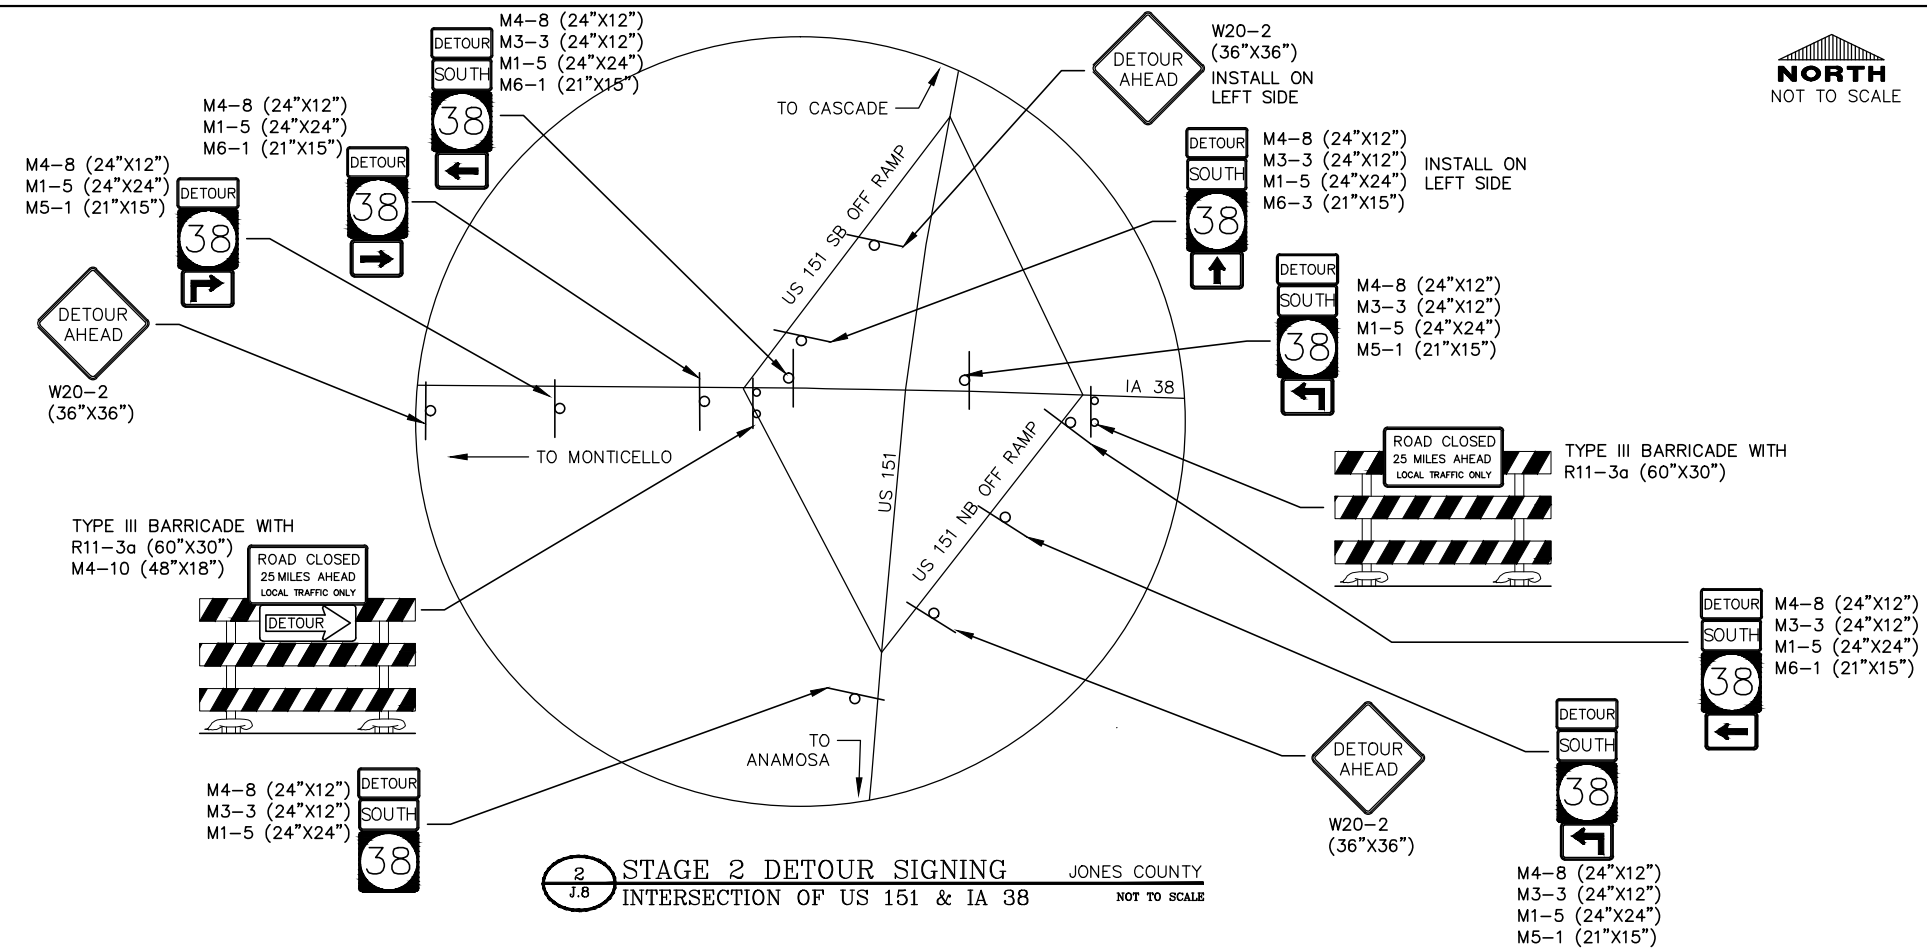 M4-8 (24"X12")
M3-3 (24"X12")
M1-5 (24"X24")
M6-1 (21"X15")
DETOUR
SOUTH
38
M4-8 (24"X12")
M1-5 (24"X24")
M6-1 (21"X15")
DETOUR
38
M4-8 (24"X12")
M1-5 (24"X24")
M5-1 (21"X15")
DETOUR
38
DETOUR
AHEAD
W20-2
(36"X36")
TO CASCADE
DETOUR
AHEAD
W20-2
(36"X36")
INSTALL ON
LEFT SIDE
NORTH
NOT TO SCALE
DETOUR
SOUTH
38
M4-8 (24"X12")
M3-3 (24"X12")
M1-5 (24"X24")
M6-3 (21"X15")
INSTALL ON
LEFT SIDE
DETOUR
SOUTH
38
M4-8 (24"X12")
M3-3 (24"X12")
M1-5 (24"X24")
M5-1 (21"X15")
US 151 SB OFF RAMP
IA 38
TO MONTICELLO
US 151
US 151 NB OFF RAMP
ROAD CLOSED
25 MILES AHEAD
LOCAL TRAFFIC ONLY
TYPE III BARRICADE WITH
R11-3a (60"X30")
TYPE III BARRICADE WITH
R11-3a (60"X30")
M4-10 (48"X18")
ROAD CLOSED
25 MILES AHEAD
LOCAL TRAFFIC ONLY
DETOUR
DETOUR
SOUTH
38
M4-8 (24"X12")
M3-3 (24"X12")
M1-5 (24"X24")
M6-1 (21"X15")
TO
ANAMOSA
DETOUR
AHEAD
W20-2
(36"X36")
DETOUR
SOUTH
38
M4-8 (24"X12")
M3-3 (24"X12")
M1-5 (24"X24")
M5-1 (21"X15")
M4-8 (24"X12")
M3-3 (24"X12")
M1-5 (24"X24")
DETOUR
SOUTH
38
2
J.8
STAGE 2 DETOUR SIGNING
JONES COUNTY
INTERSECTION OF US 151 & IA 38
NOT TO SCALE